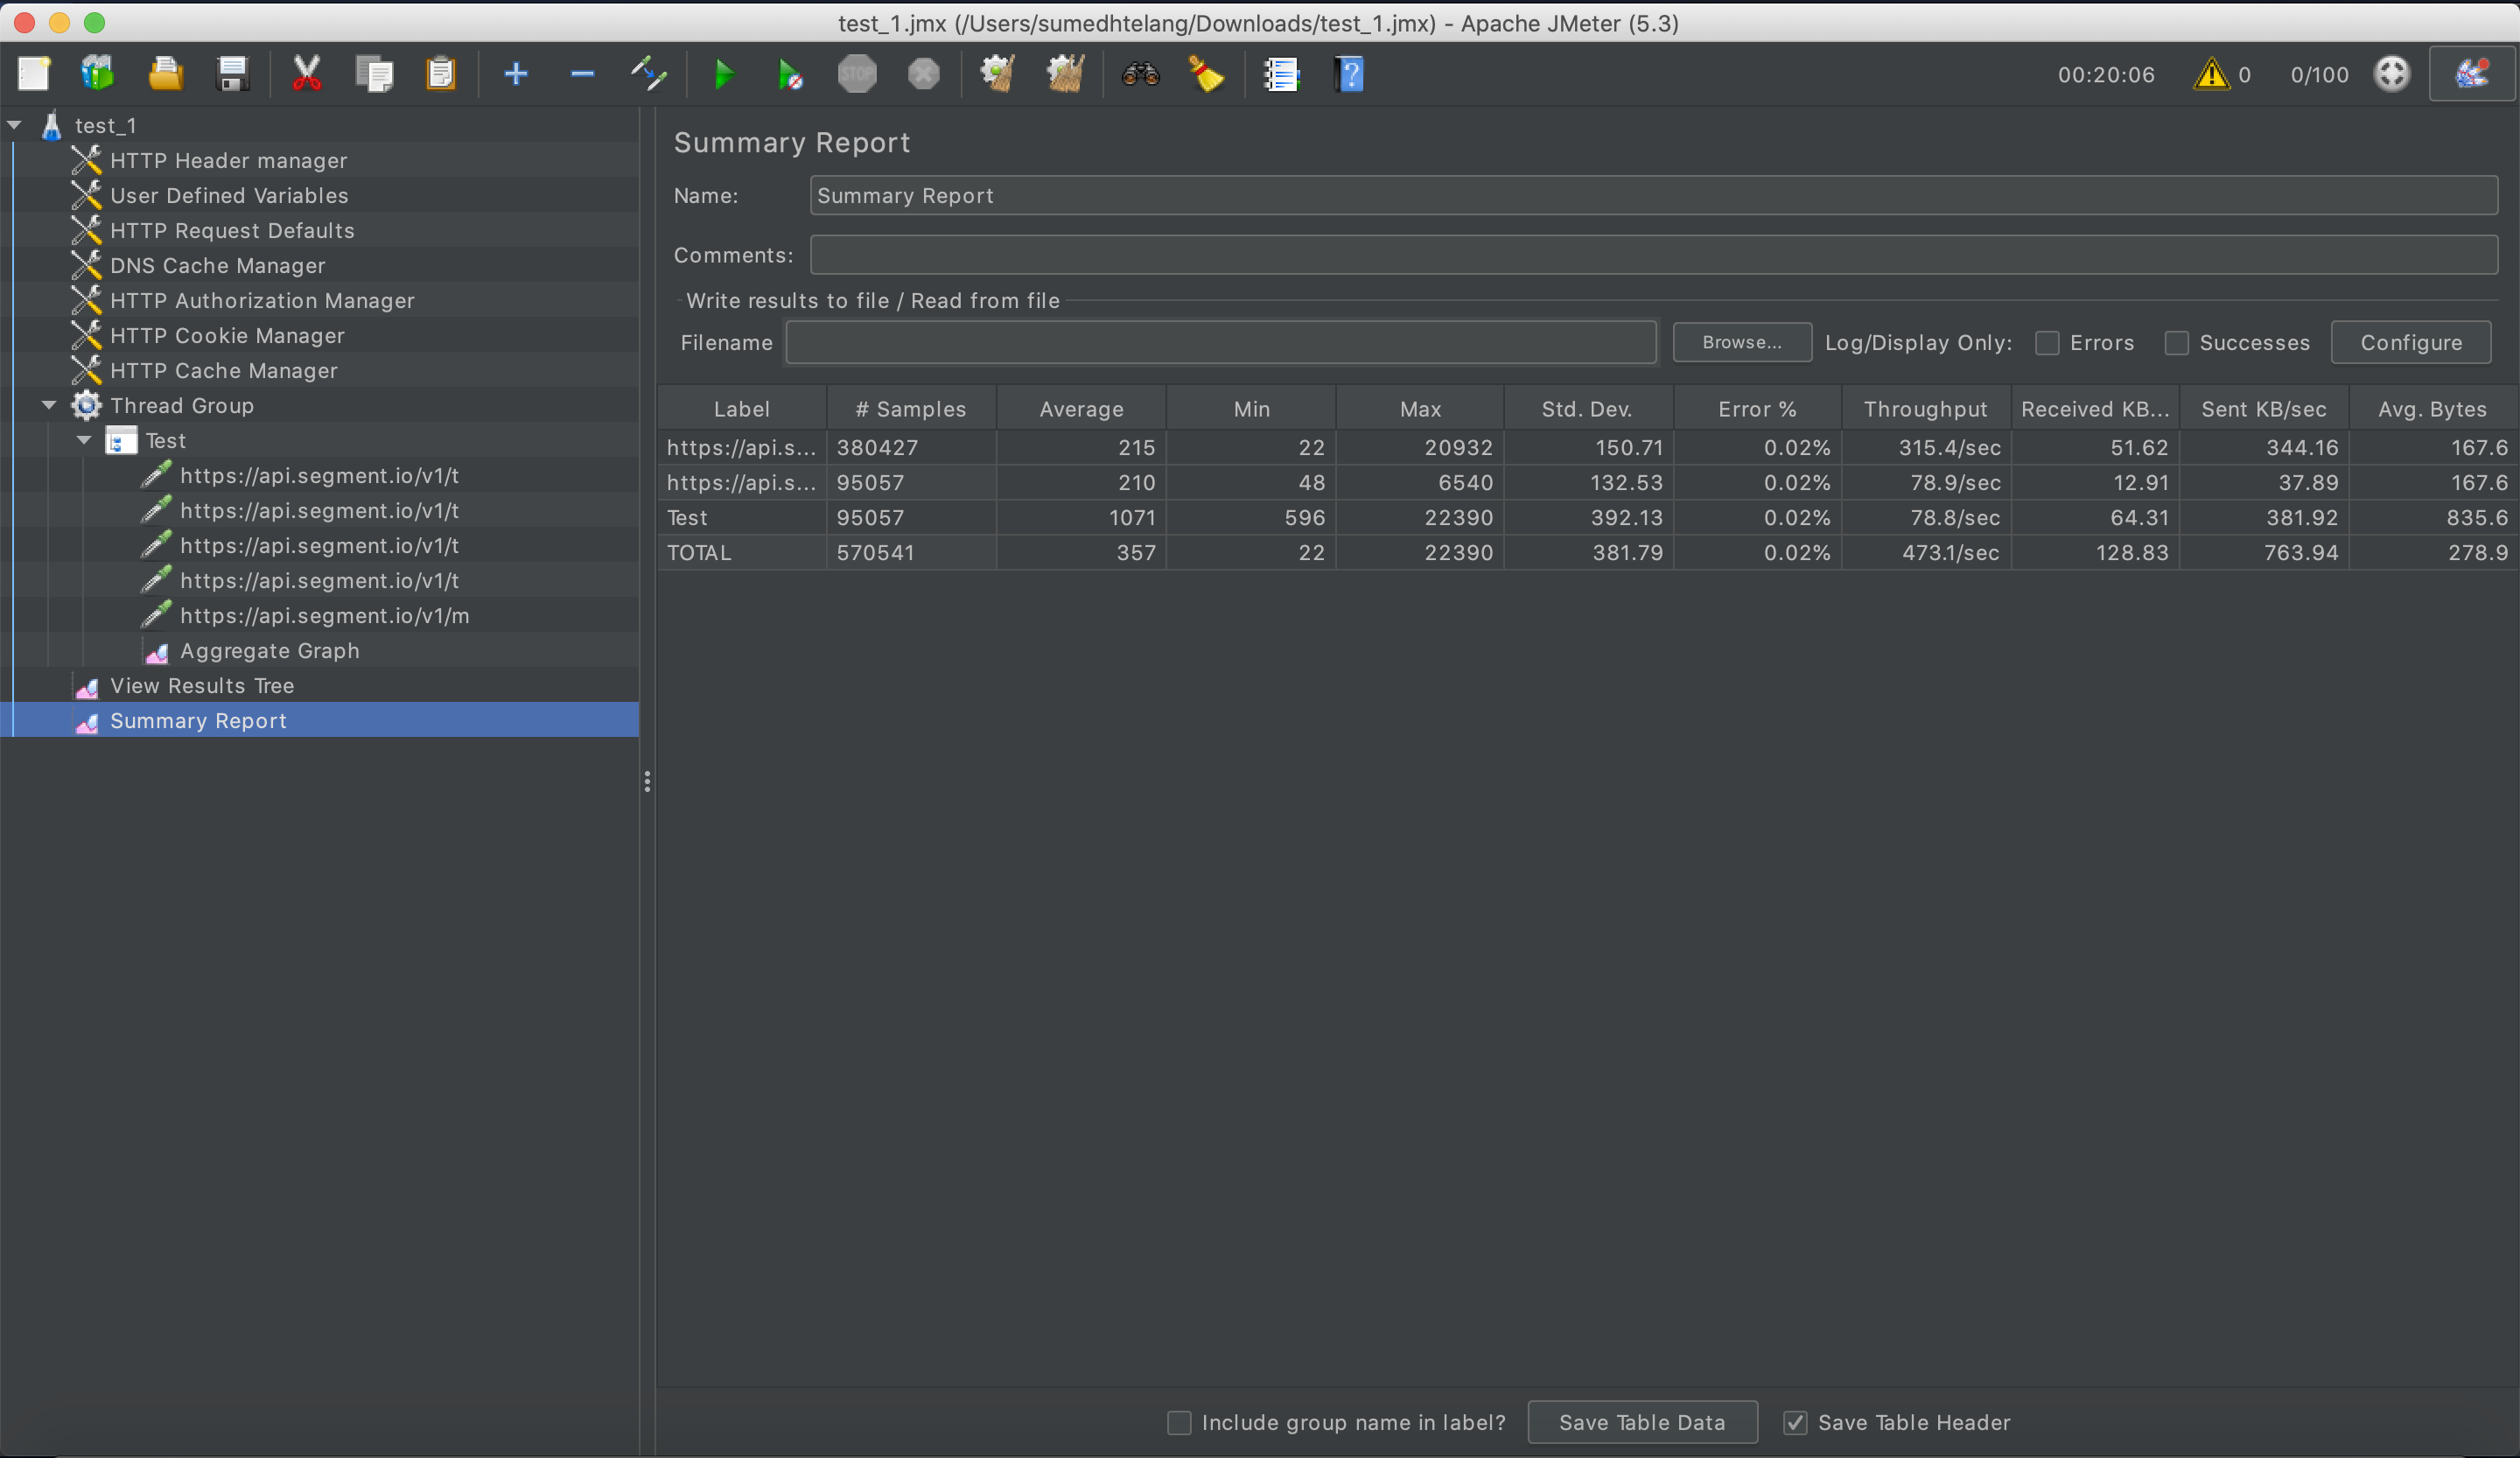 test_1.jmx (/Users/sumedhtelang/Downloads/test_1.jmx) - Apache JMeter (5.3)
STOP
?
00:20:06
0
0/100
test_1
HTTP Header manager
User Defined Variables
HTTP Request Defaults
DNS Cache Manager
HTTP Authorization Manager
HTTP Cookie Manager
HTTP Cache Manager
Thread Group
Test
https://api.segment.io/v1/t
https://api.segment.io/v1/t
https://api.segment.io/v1/t
https://api.segment.io/v1/t
https://api.segment.io/v1/m
Aggregate Graph
View Results Tree
Summary Report
Summary Report
Name: Summary Report
Comments:
Write results to file / Read from file
Filename Browse... Log/Display Only: Errors Successes Configure
Label # Samples Average Min Max Std. Dev. Error % Throughput Received KB... Sent KB/sec Avg. Bytes
https://api.s... 380427 215 22 20932 150.71 0.02% 315.4/sec 51.62 344.16 167.6
https://api.s... 95057 210 48 6540 132.53 0.02% 78.9/sec 12.91 37.89 167.6
Test 95057 1071 596 22390 392.13 0.02% 78.8/sec 64.31 381.92 835.6
TOTAL 570541 357 22 22390 381.79 0.02% 473.1/sec 128.83 763.94 278.9
Include group name in label? Save Table Data Save Table Header